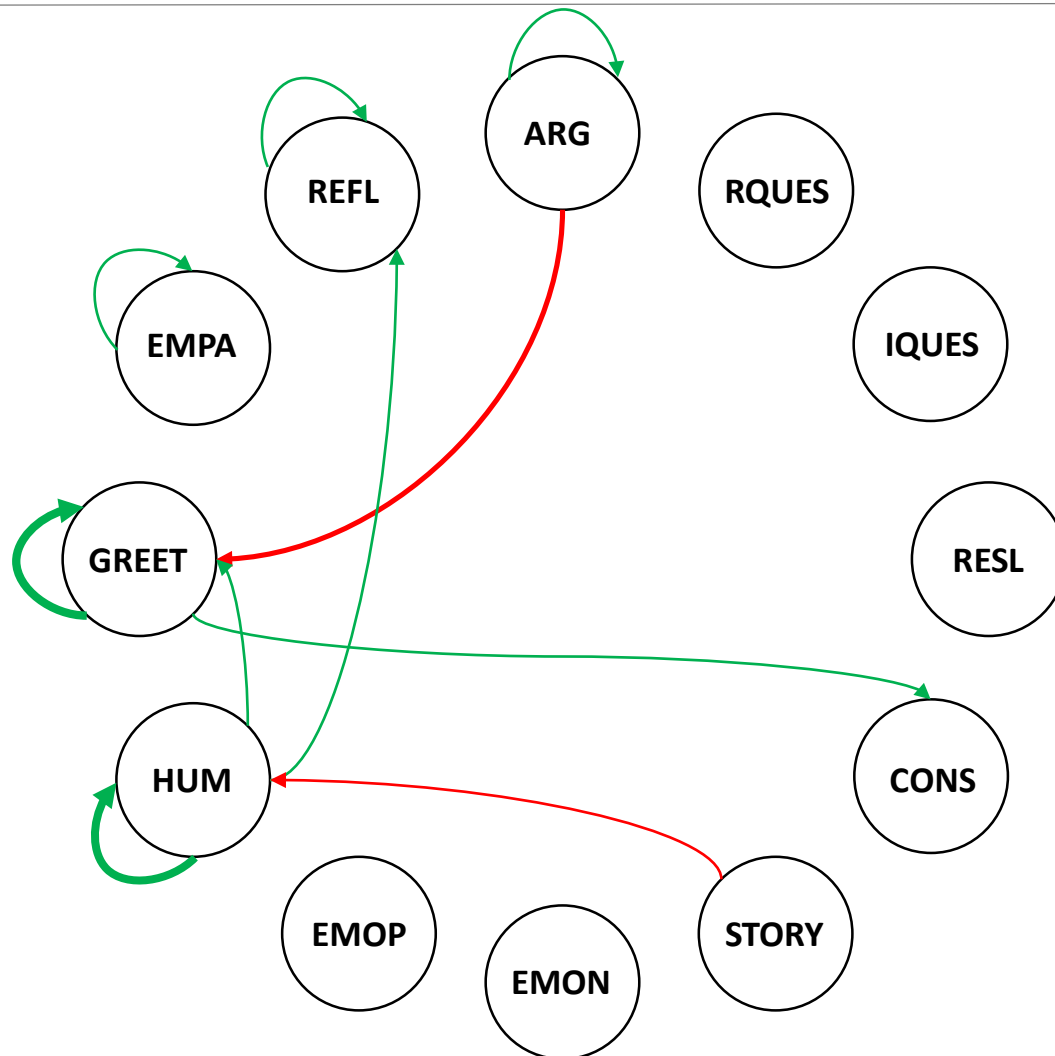 ARG
REFL
RQUES
EMPA
IQUES
GREET
RESL
HUM
CONS
EMOP
STORY
EMON